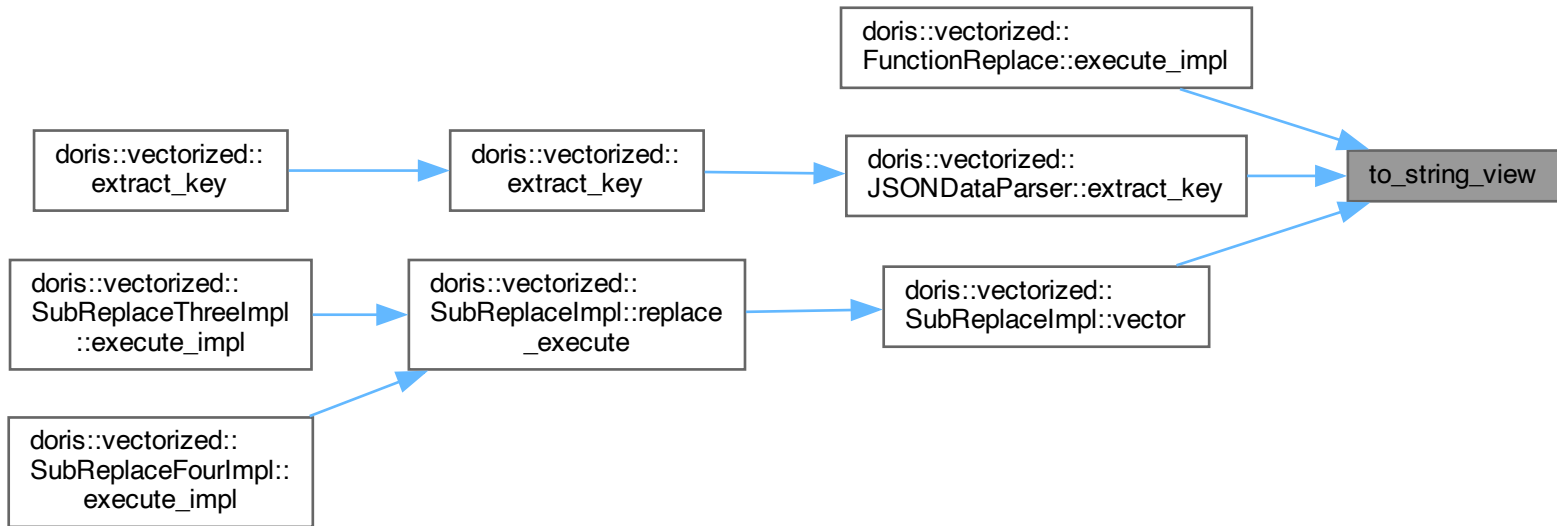 doris::vectorized::
FunctionReplace::execute_impl
doris::vectorized::
extract_key
doris::vectorized::
extract_key
doris::vectorized::
JSONDataParser::extract_key
to_string_view
doris::vectorized::
SubReplaceThreeImpl
::execute_impl
doris::vectorized::
SubReplaceImpl::replace
_execute
doris::vectorized::
SubReplaceImpl::vector
doris::vectorized::
SubReplaceFourImpl::
execute_impl